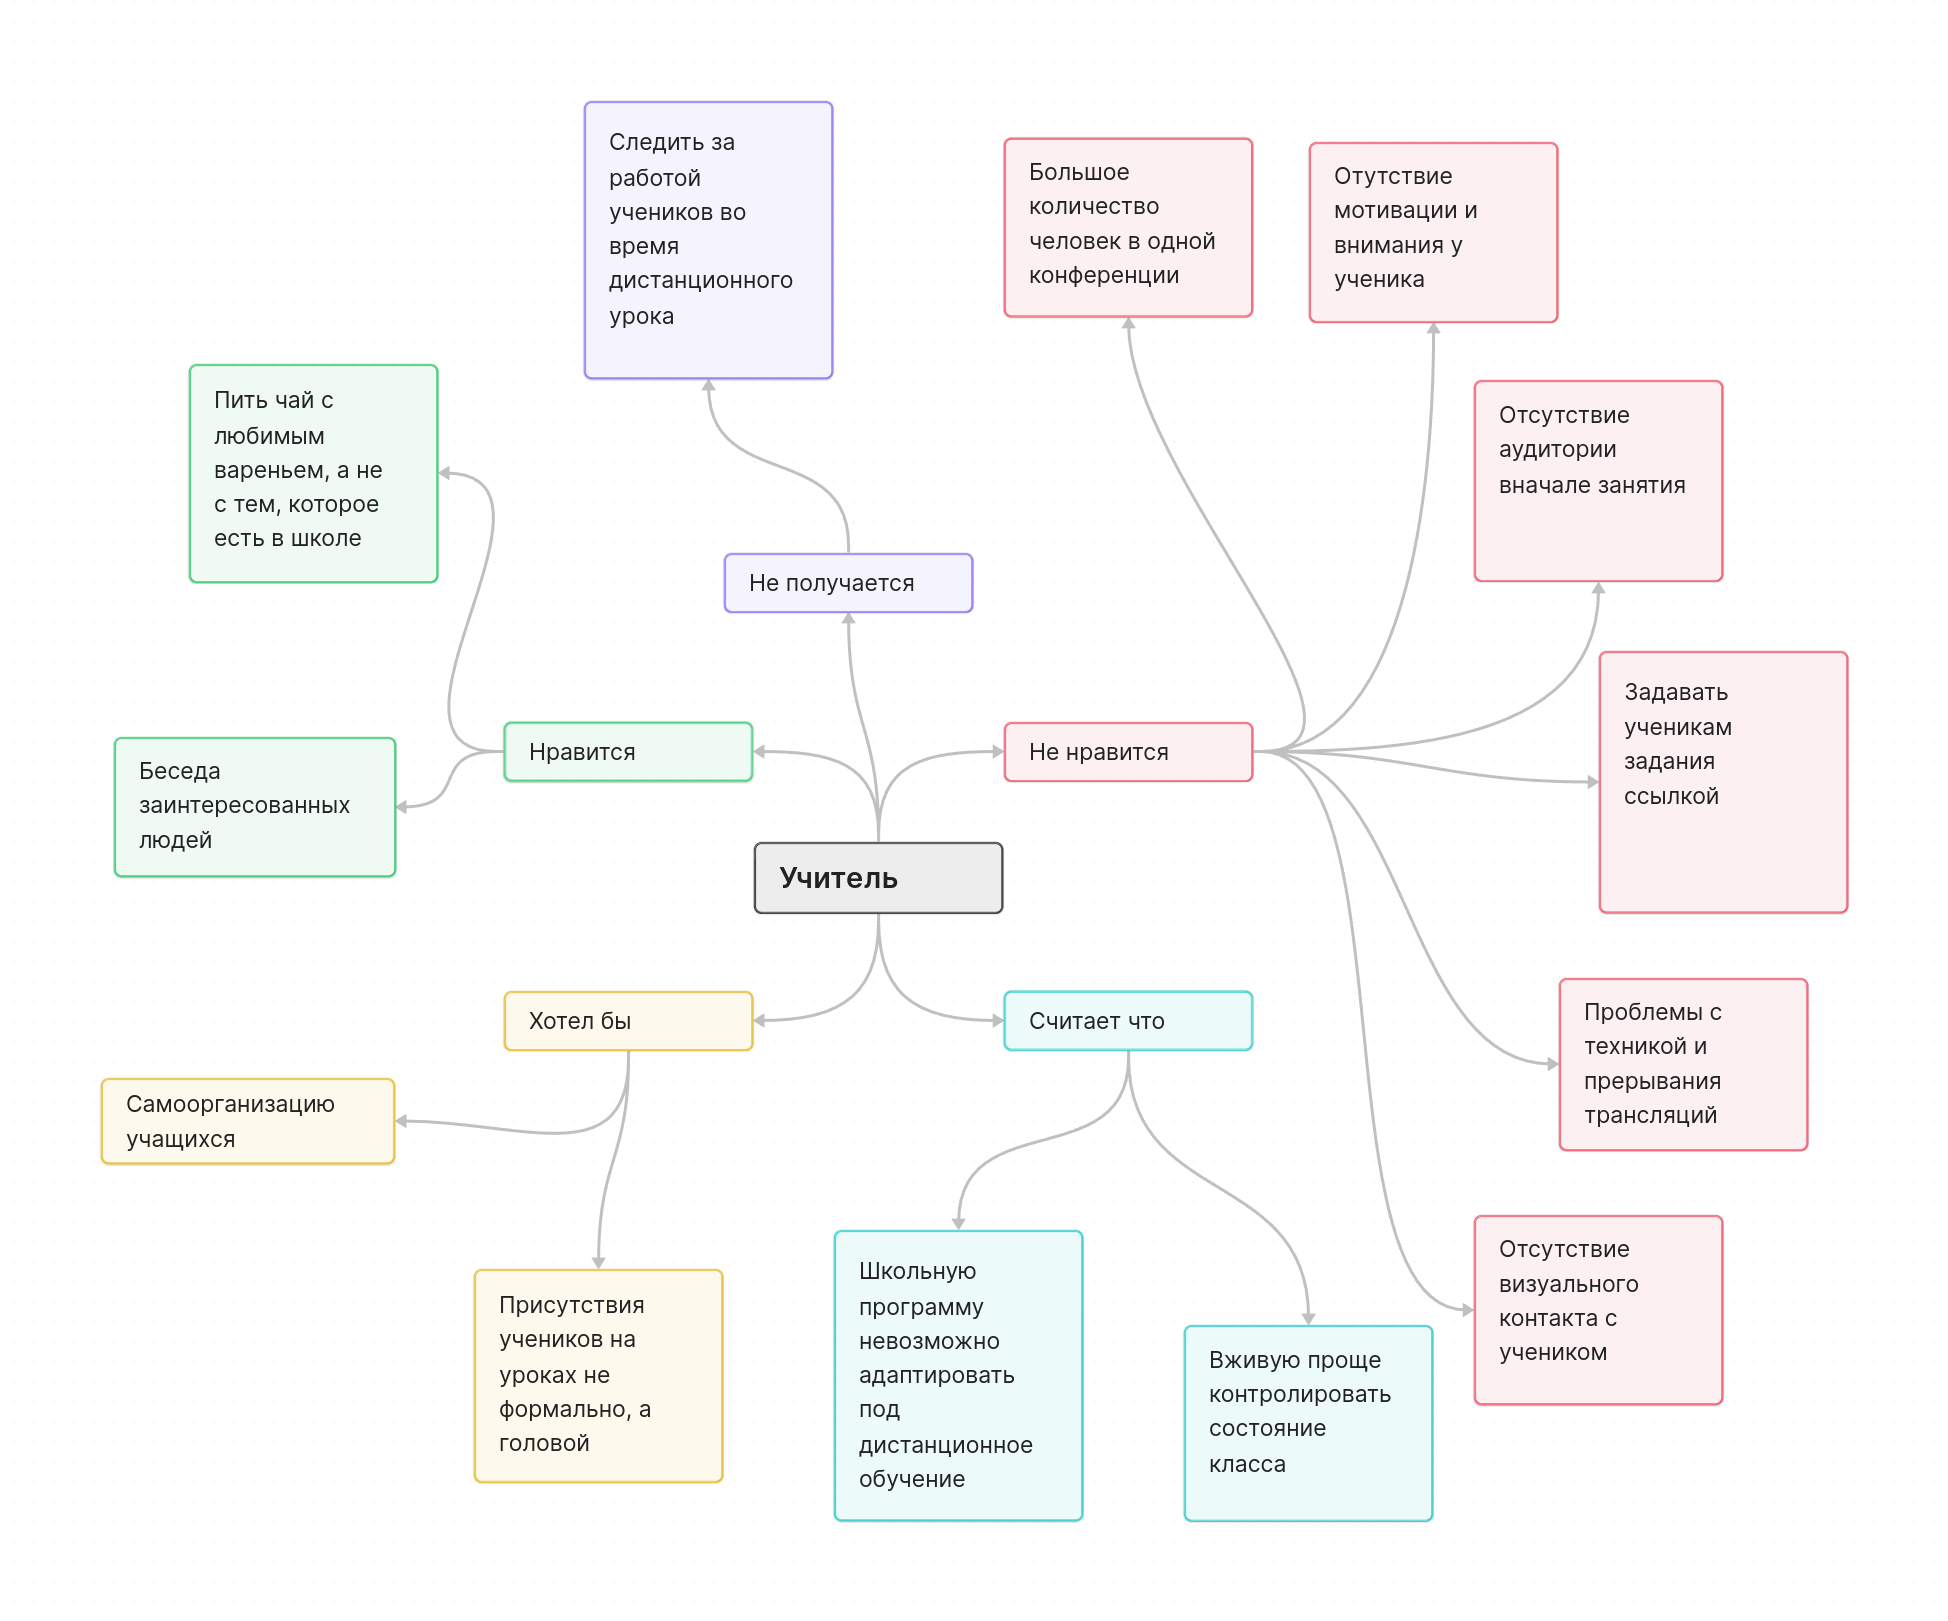 Следить за
работой
учеников во
время
дистанционного
урока
Большое
количество
человек в одной
конференции
Отутствие
мотивации и
внимания у
ученика
Пить чай с
любимым
вареньем, а не
с тем, которое
есть в школе
Отсутствие
аудитории
вначале занятия
Не получается
Задавать
ученикам
задания
ссылкой
Нравится
Не нравится
Беседа
заинтересованных
людей
Учитель
Хотел бы
Считает что
Проблемы с
техникой и
прерывания
трансляций
Самоорганизацию
учащихся
Присутствия
учеников на
уроках не
формально, а
головой
Школьную
программу
невозможно
адаптировать
под
дистанционное
обучение
Вживую проще
контролировать
состояние
класса
Отсутствие
визуального
контакта с
учеником